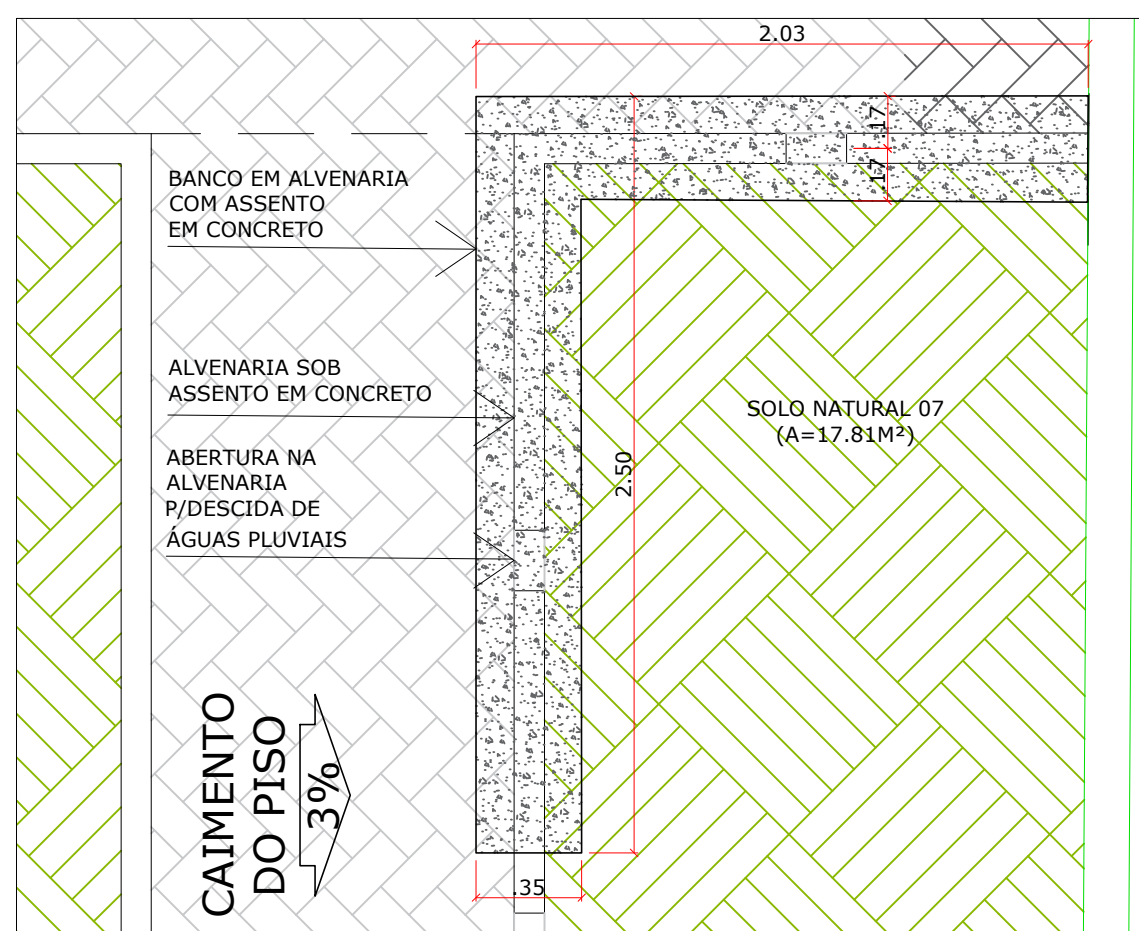 2.03
.17
.17
BANCO EM ALVENARIA
COM ASSENTO
EM CONCRETO
ALVENARIA SOB
ASSENTO EM CONCRETO
SOLO NATURAL 07
(A=17.81M²)
2.50
ABERTURA NA
ALVENARIA
P/DESCIDA DE
ÁGUAS PLUVIAIS
CAIMENTO
DO PISO
3%
.35